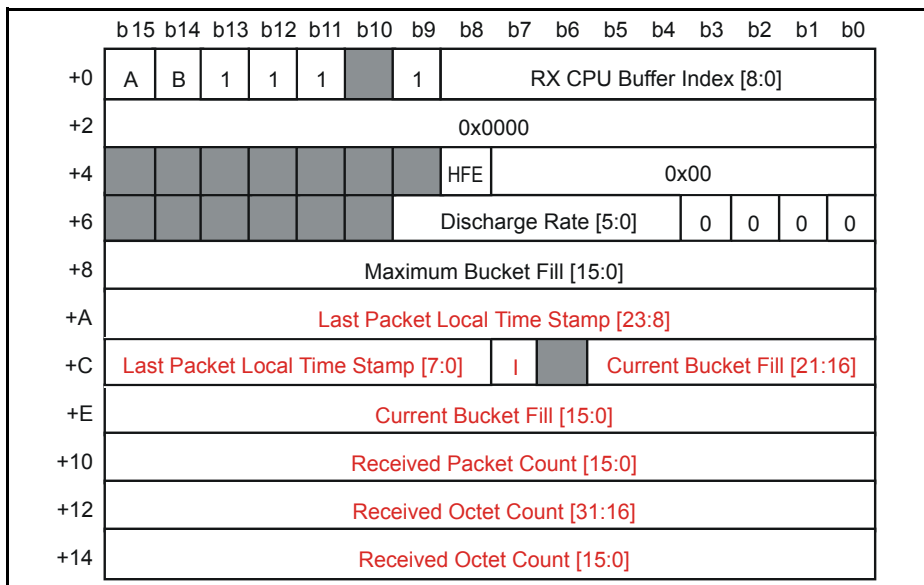 b15 b14 b13 b12 b11 b10 b9 b8 b7 b6 b5 b4 b3 b2 b1 b0
+0 A B 1 1 1 1 RX CPU Buffer Index [8:0]
+2 0x0000
+4 HFE 0x00
+6 Discharge Rate [5:0] 0 0 0 0
+8 Maximum Bucket Fill [15:0]
+A Last Packet Local Time Stamp [23:8]
+C Last Packet Local Time Stamp [7:0] I Current Bucket Fill [21:16]
+E Current Bucket Fill [15:0]
+10 Received Packet Count [15:0]
+12 Received Octet Count [31:16]
+14 Received Octet Count [15:0]